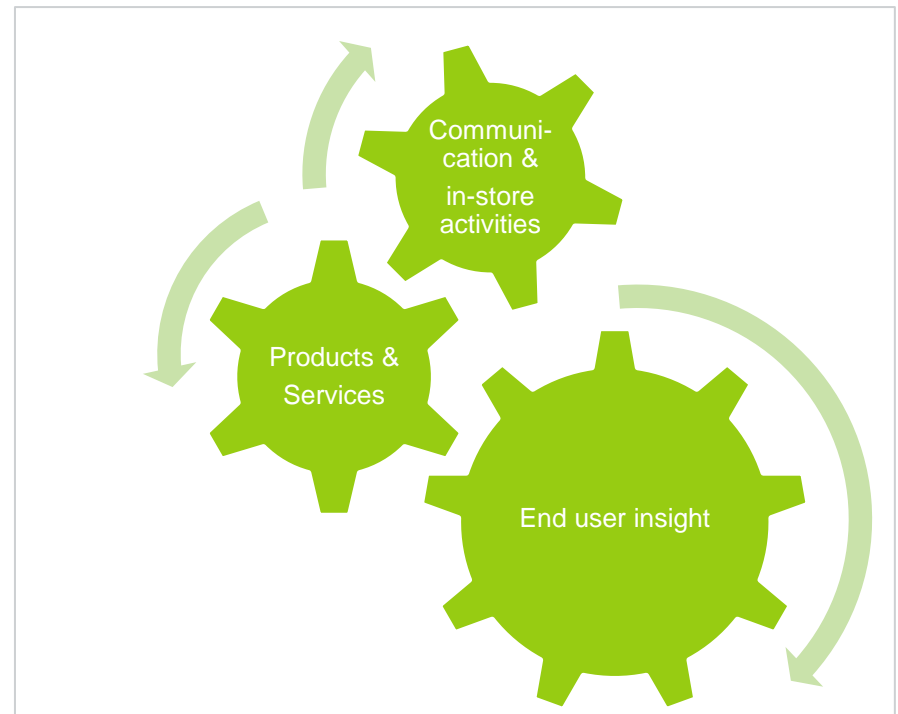 Communi-
cation &
in-store
activities
Products &
Services
End user insight